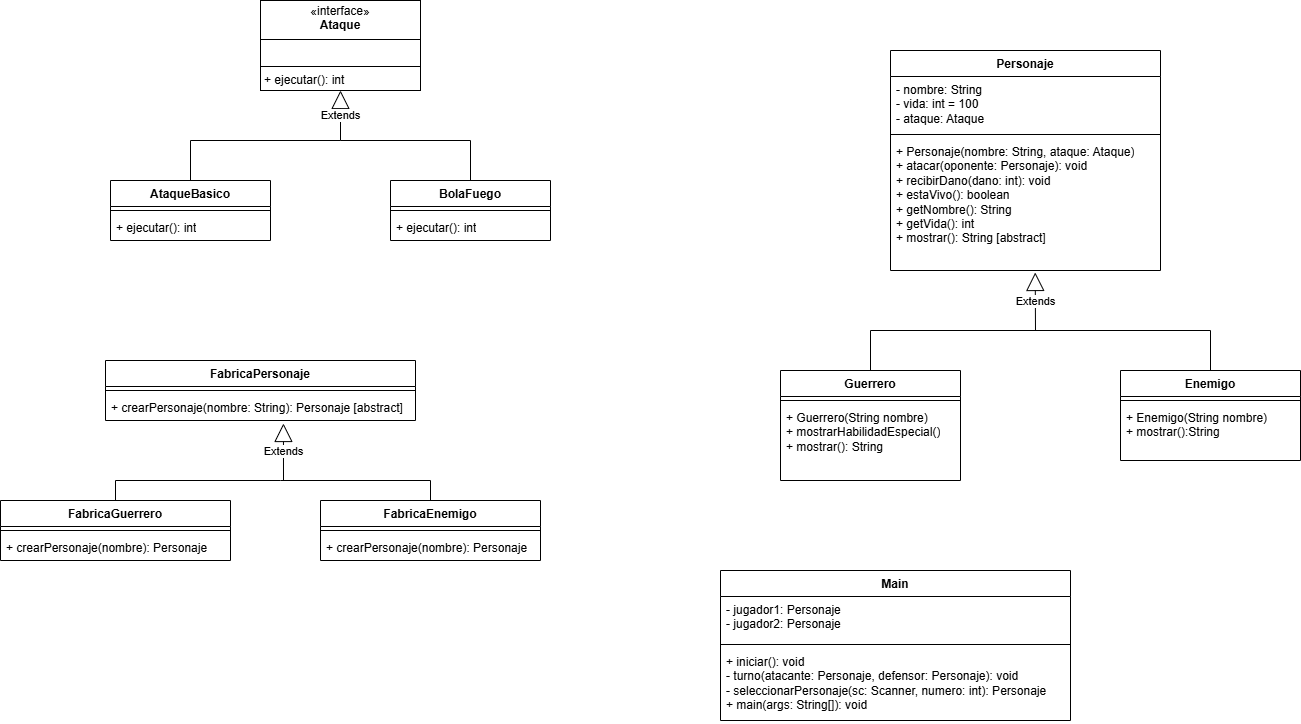 «interface»
Ataque
+ ejecutar(): int
Extends
AtaqueBasico
+ ejecutar(): int
BolaFuego
+ ejecutar(): int
Personaje
- nombre: String
- vida: int = 100
- ataque: Ataque
+ Personaje(nombre: String, ataque: Ataque)
+ atacar(oponente: Personaje): void
+ recibirDano(dano: int): void
+ estaVivo(): boolean
+ getNombre(): String
+ getVida(): int
+ mostrar(): String [abstract]
Extends
Guerrero
+ Guerrero(String nombre)
+ mostrarHabilidadEspecial()
+ mostrar(): String
Enemigo
+ Enemigo(String nombre)
+ mostrar():String
FabricaPersonaje
+ crearPersonaje(nombre: String): Personaje [abstract]
Extends
FabricaGuerrero
+ crearPersonaje(nombre): Personaje
FabricaEnemigo
+ crearPersonaje(nombre): Personaje
Main
- jugador1: Personaje
- jugador2: Personaje
+ iniciar(): void
- turno(atacante: Personaje, defensor: Personaje): void
- seleccionarPersonaje(sc: Scanner, numero: int): Personaje
+ main(args: String[]): void